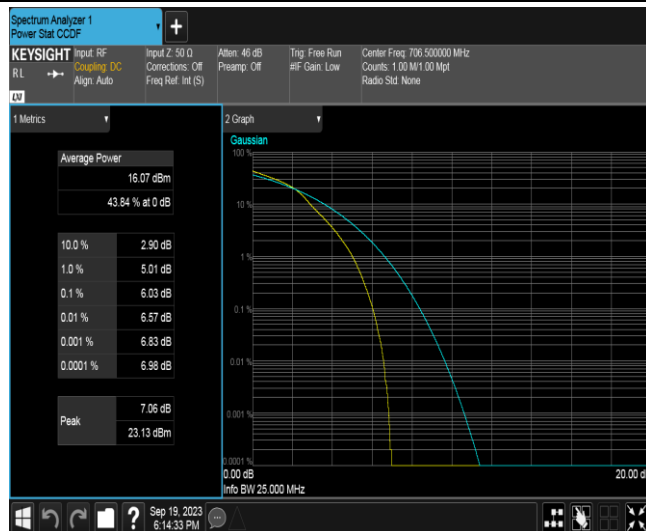 Spectrum Analyzer 1
Power Stat CCDF
+
KEYSIGHT
RL
Input: RF
Coupling: DC
Align: Auto
Input Z: 50 Ω
Corrections: Off
Freq Ref: Int (S)
Atten: 46 dB
Preamp: Off
Trig: Free Run
#IF Gain: Low
Center Freq: 706.500000 MHz
Counts: 1.00 M/1.00 Mpt
Radio Std: None
1 Metrics
Average Power
16.07 dBm
43.84 % at 0 dB
10.0 % 2.90 dB
1.0 % 5.01 dB
0.1 % 6.03 dB
0.01 % 6.57 dB
0.001 % 6.83 dB
0.0001 % 6.98 dB
Peak
7.06 dB
23.13 dBm
2 Graph
Gaussian
100 %
10 %
1 %
0.1 %
0.01 %
0.001 %
0.0001 %
0.00 dB
20.00 d
Info BW 25.000 MHz
?
Sep 19, 2023
6:14:33 PM